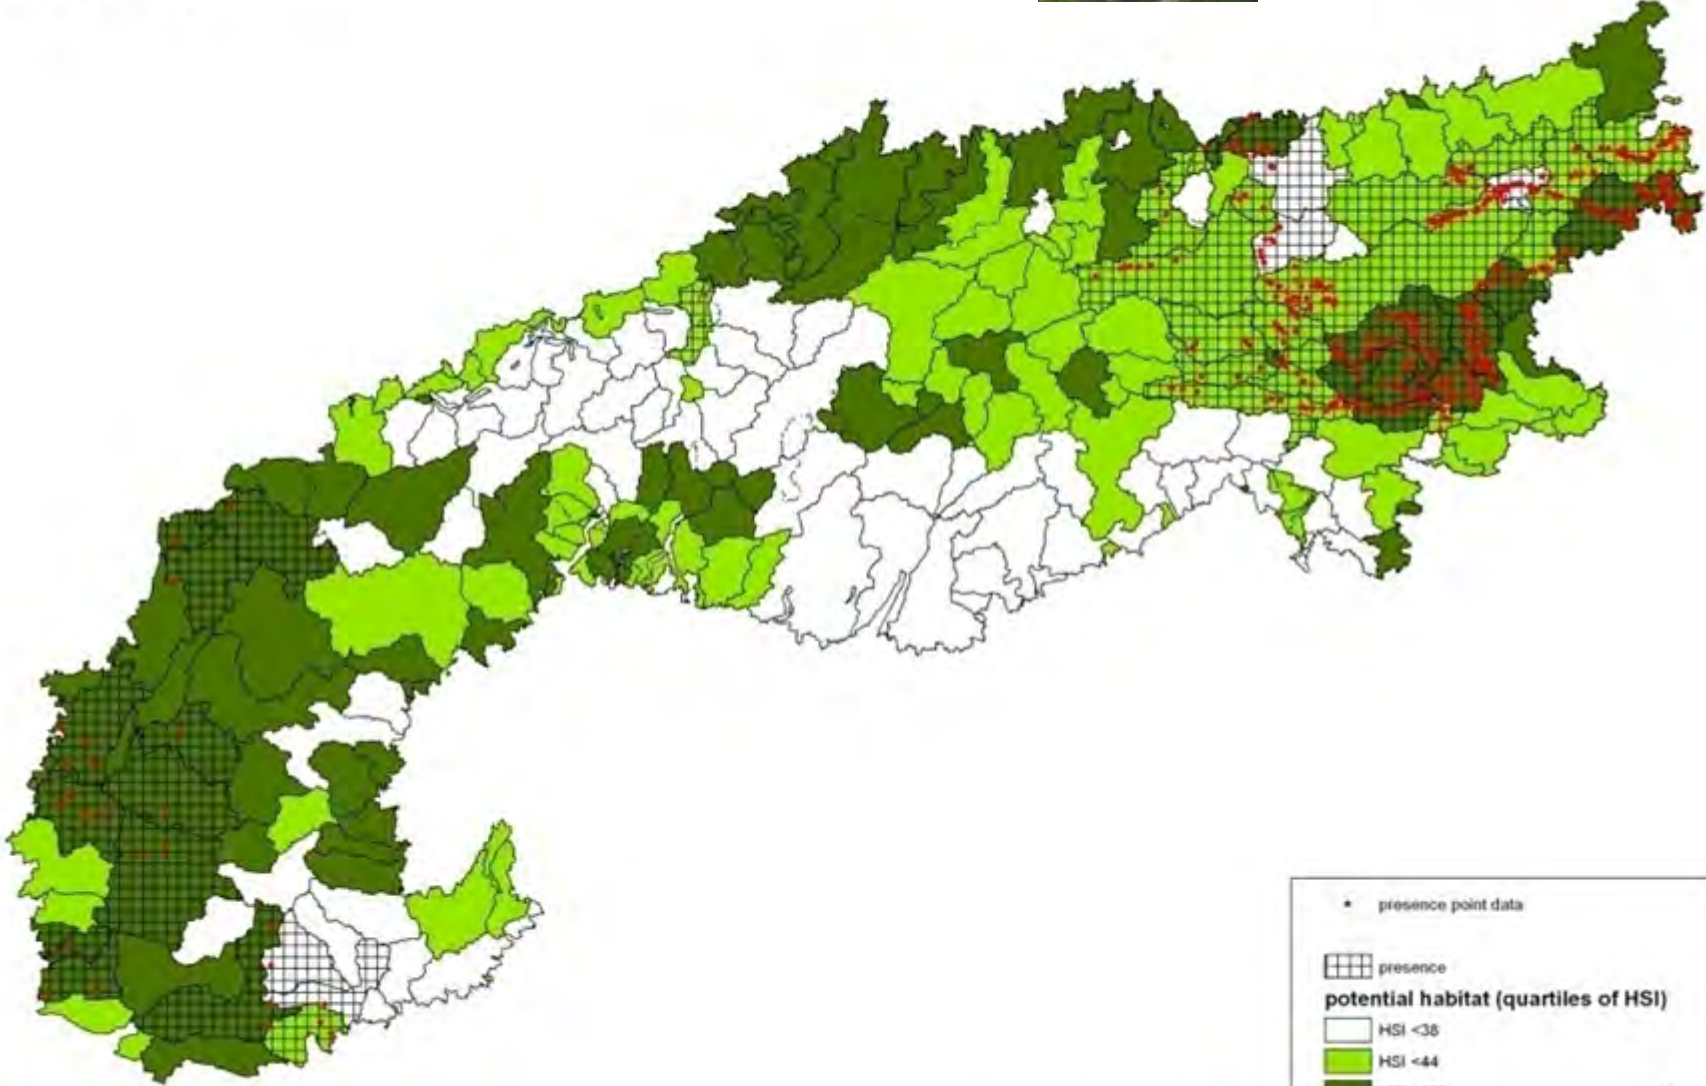 presence point data
presence
potential habitat (quartiles of HSI)
HSI <38
HSI <44